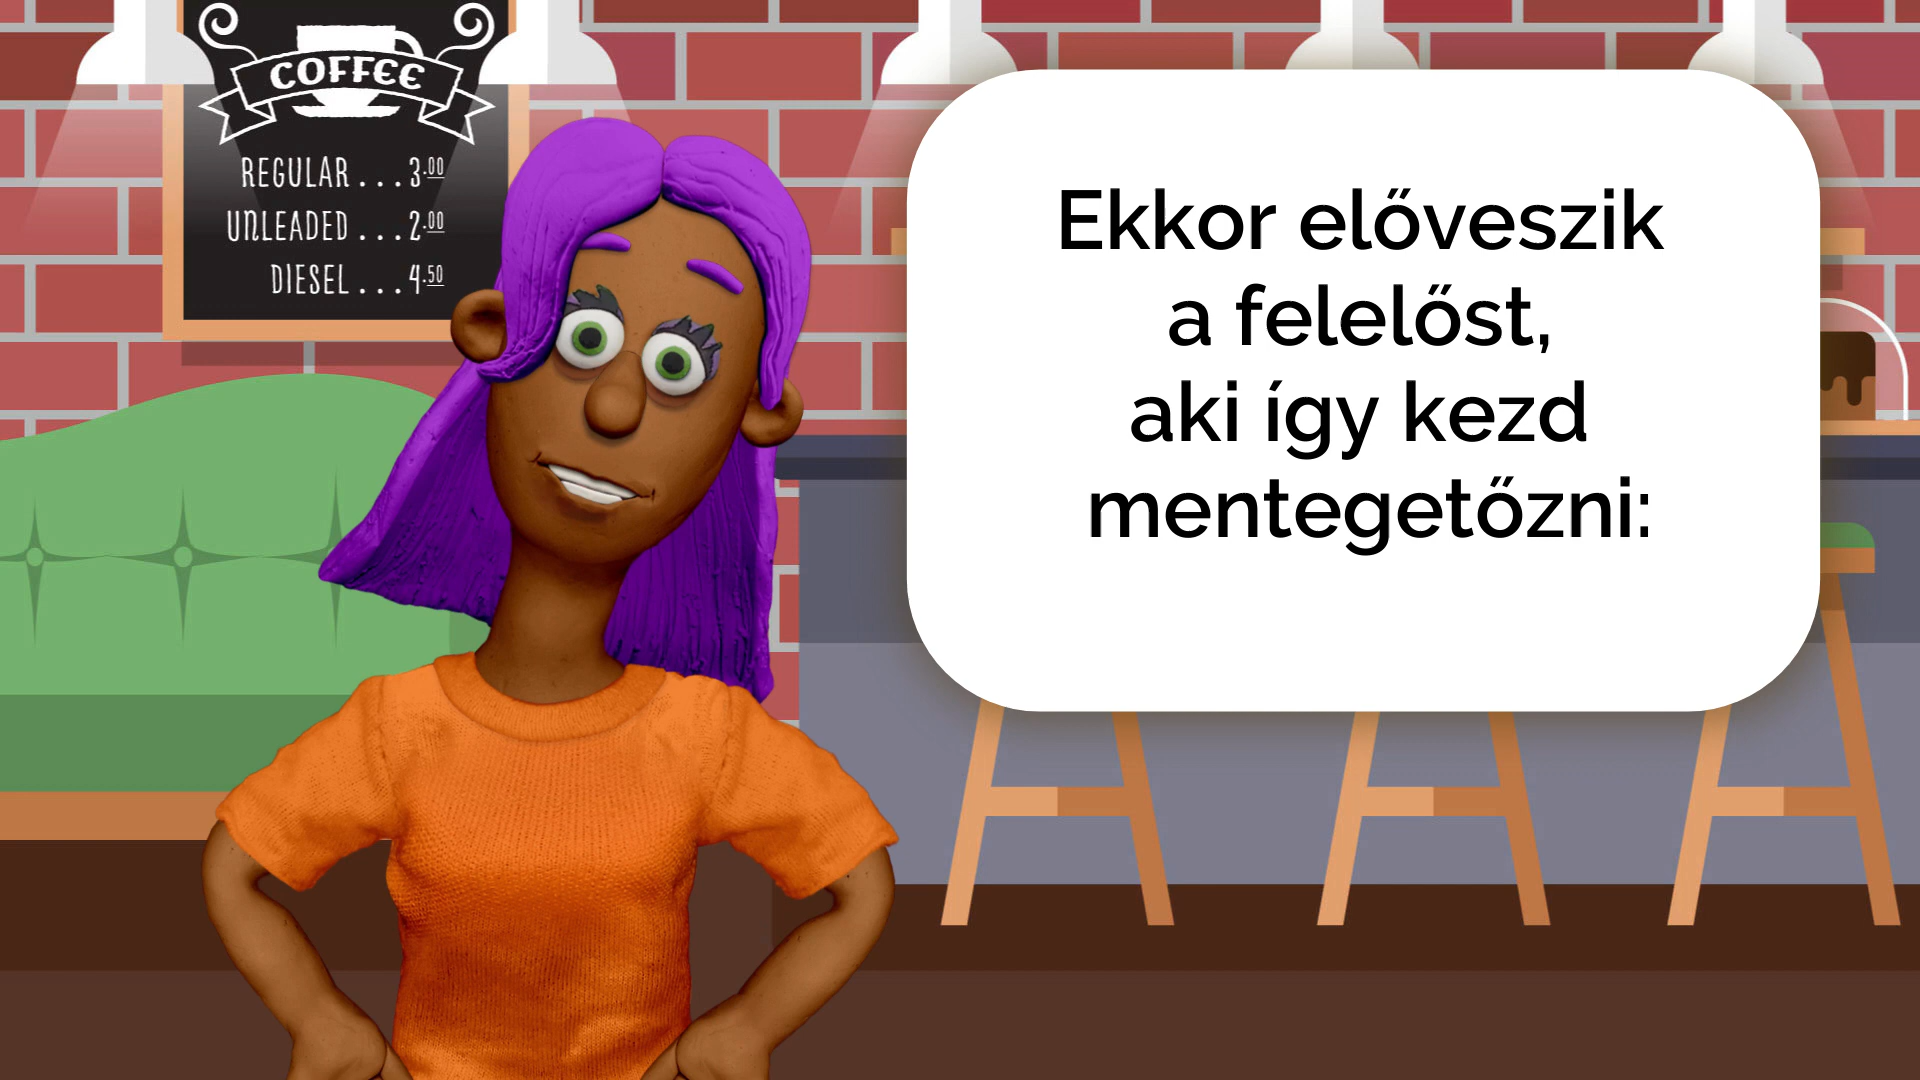 COFFEE
REGULAR...3.00
UNLEADED...2.00
DIESEL...4.50
Ekkor előveszik
a felelőst,
aki így kezd
mentegetőzni: